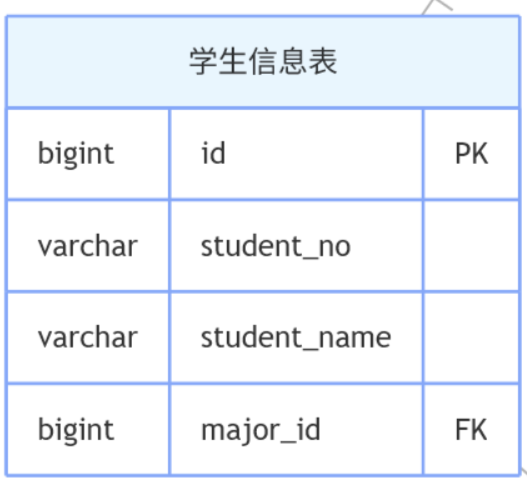 学生信息表
bigint id PK
varchar student_no
varchar student_name
bigint major_id FK